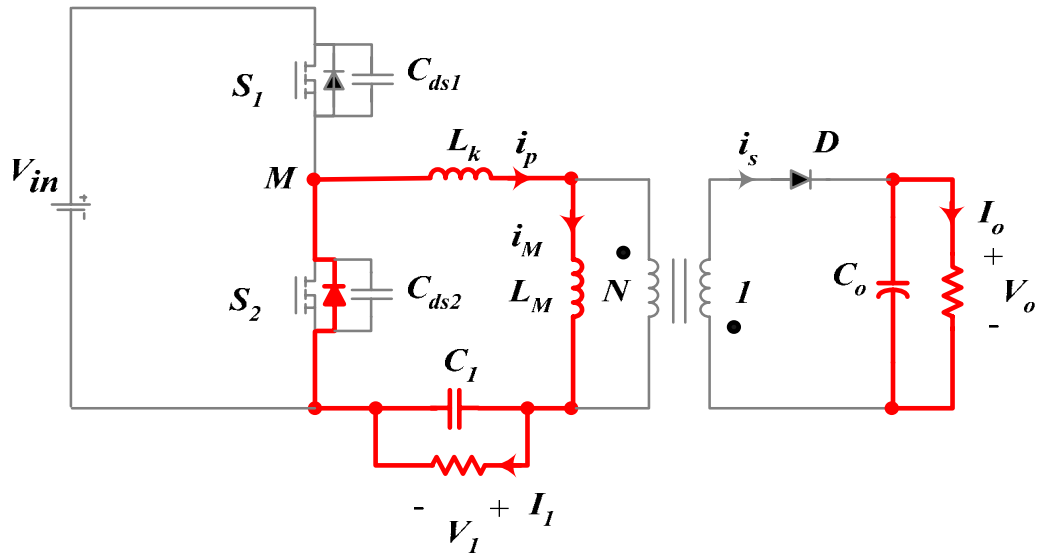 S1
Cds1
Vin
M
Lk
ip
is
D
iM
LM
N
1
S2
Cds2
Co
Io
+
Vo
-
C1
- V1 + I1